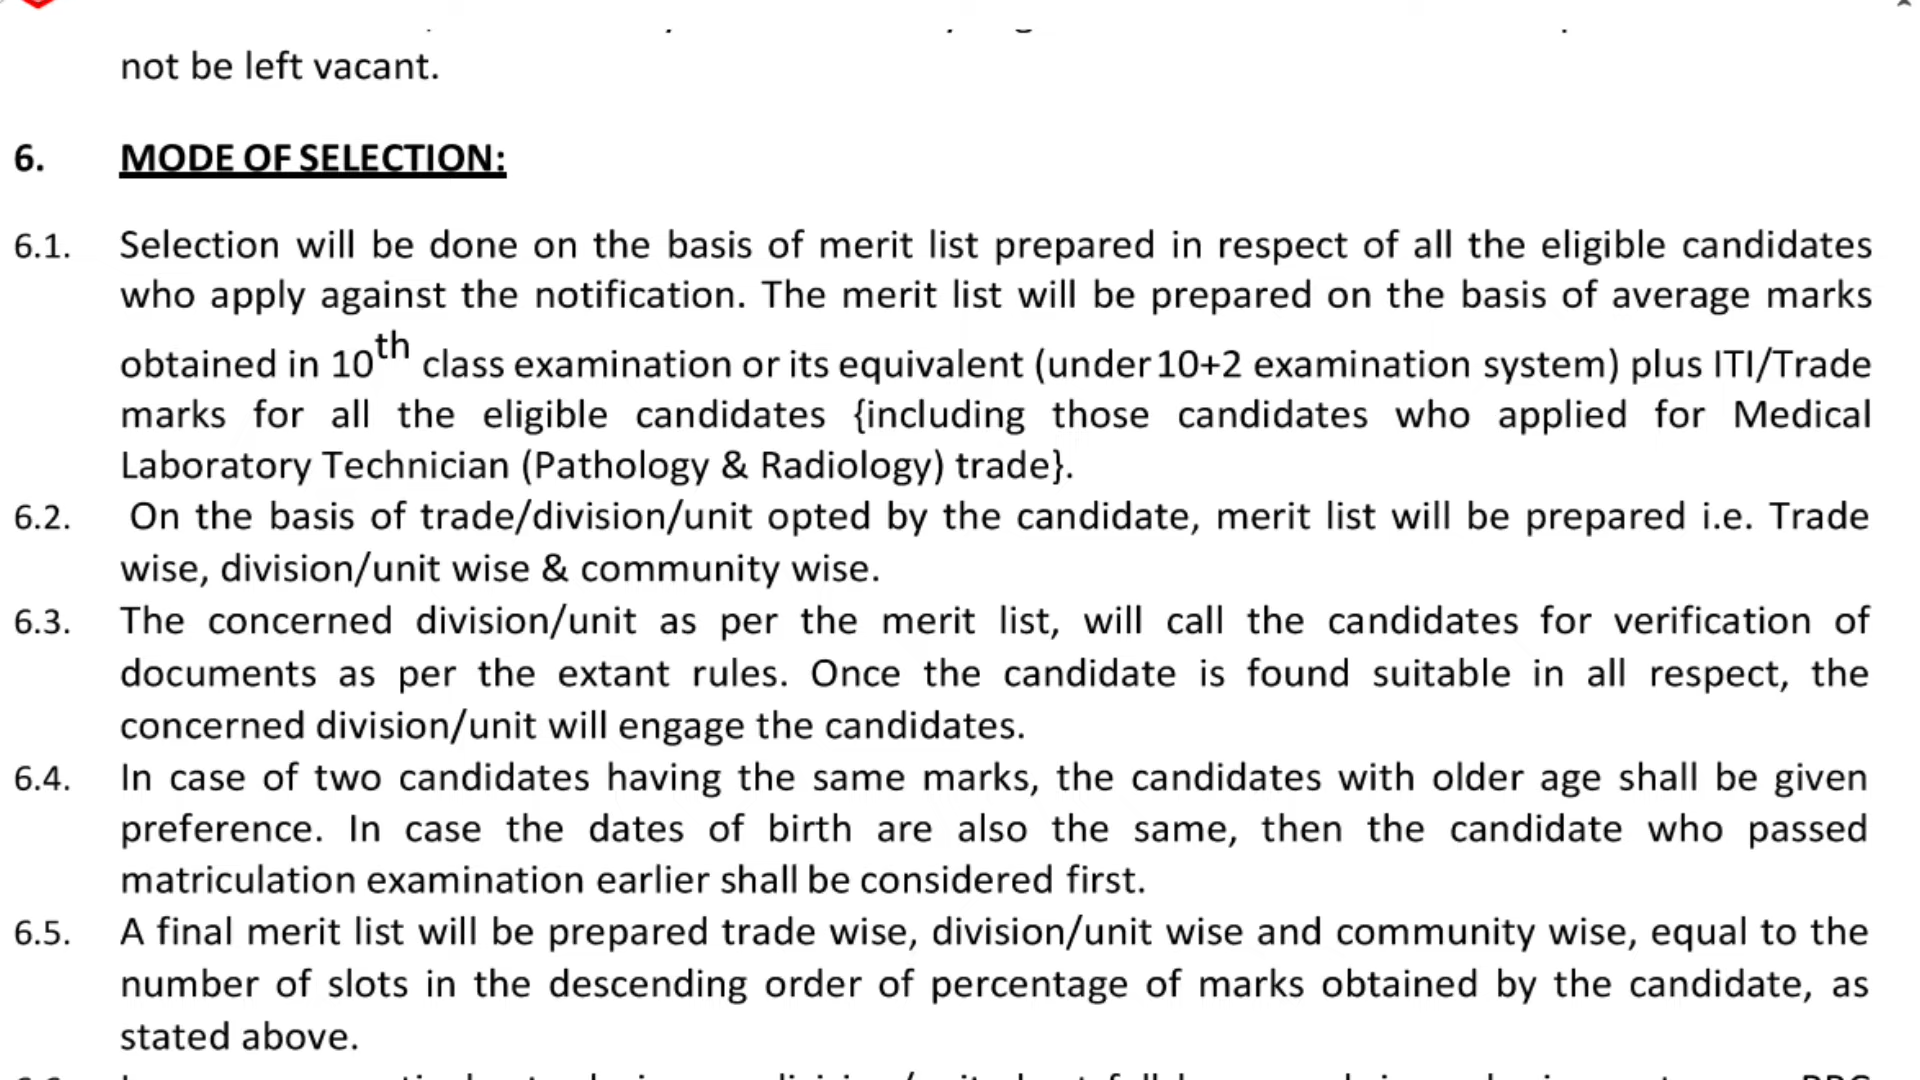 not be left vacant.
6. MODE OF SELECTION:
6.1. Selection will be done on the basis of merit list prepared in respect of all the eligible candidates
who apply against the notification. The merit list will be prepared on the basis of average marks
obtained in 10th class examination or its equivalent (under 10+2 examination system) plus ITI/Trade
marks for all the eligible candidates {including those candidates who applied for Medical
Laboratory Technician (Pathology & Radiology) trade}.
6.2. On the basis of trade/division/unit opted by the candidate, merit list will be prepared i.e. Trade
wise, division/unit wise & community wise.
6.3. The concerned division/unit as per the merit list, will call the candidates for verification of
documents as per the extant rules. Once the candidate is found suitable in all respect, the
concerned division/unit will engage the candidates.
6.4. In case of two candidates having the same marks, the candidates with older age shall be given
preference. In case the dates of birth are also the same, then the candidate who passed
matriculation examination earlier shall be considered first.
6.5. A final merit list will be prepared trade wise, division/unit wise and community wise, equal to the
number of slots in the descending order of percentage of marks obtained by the candidate, as
stated above.